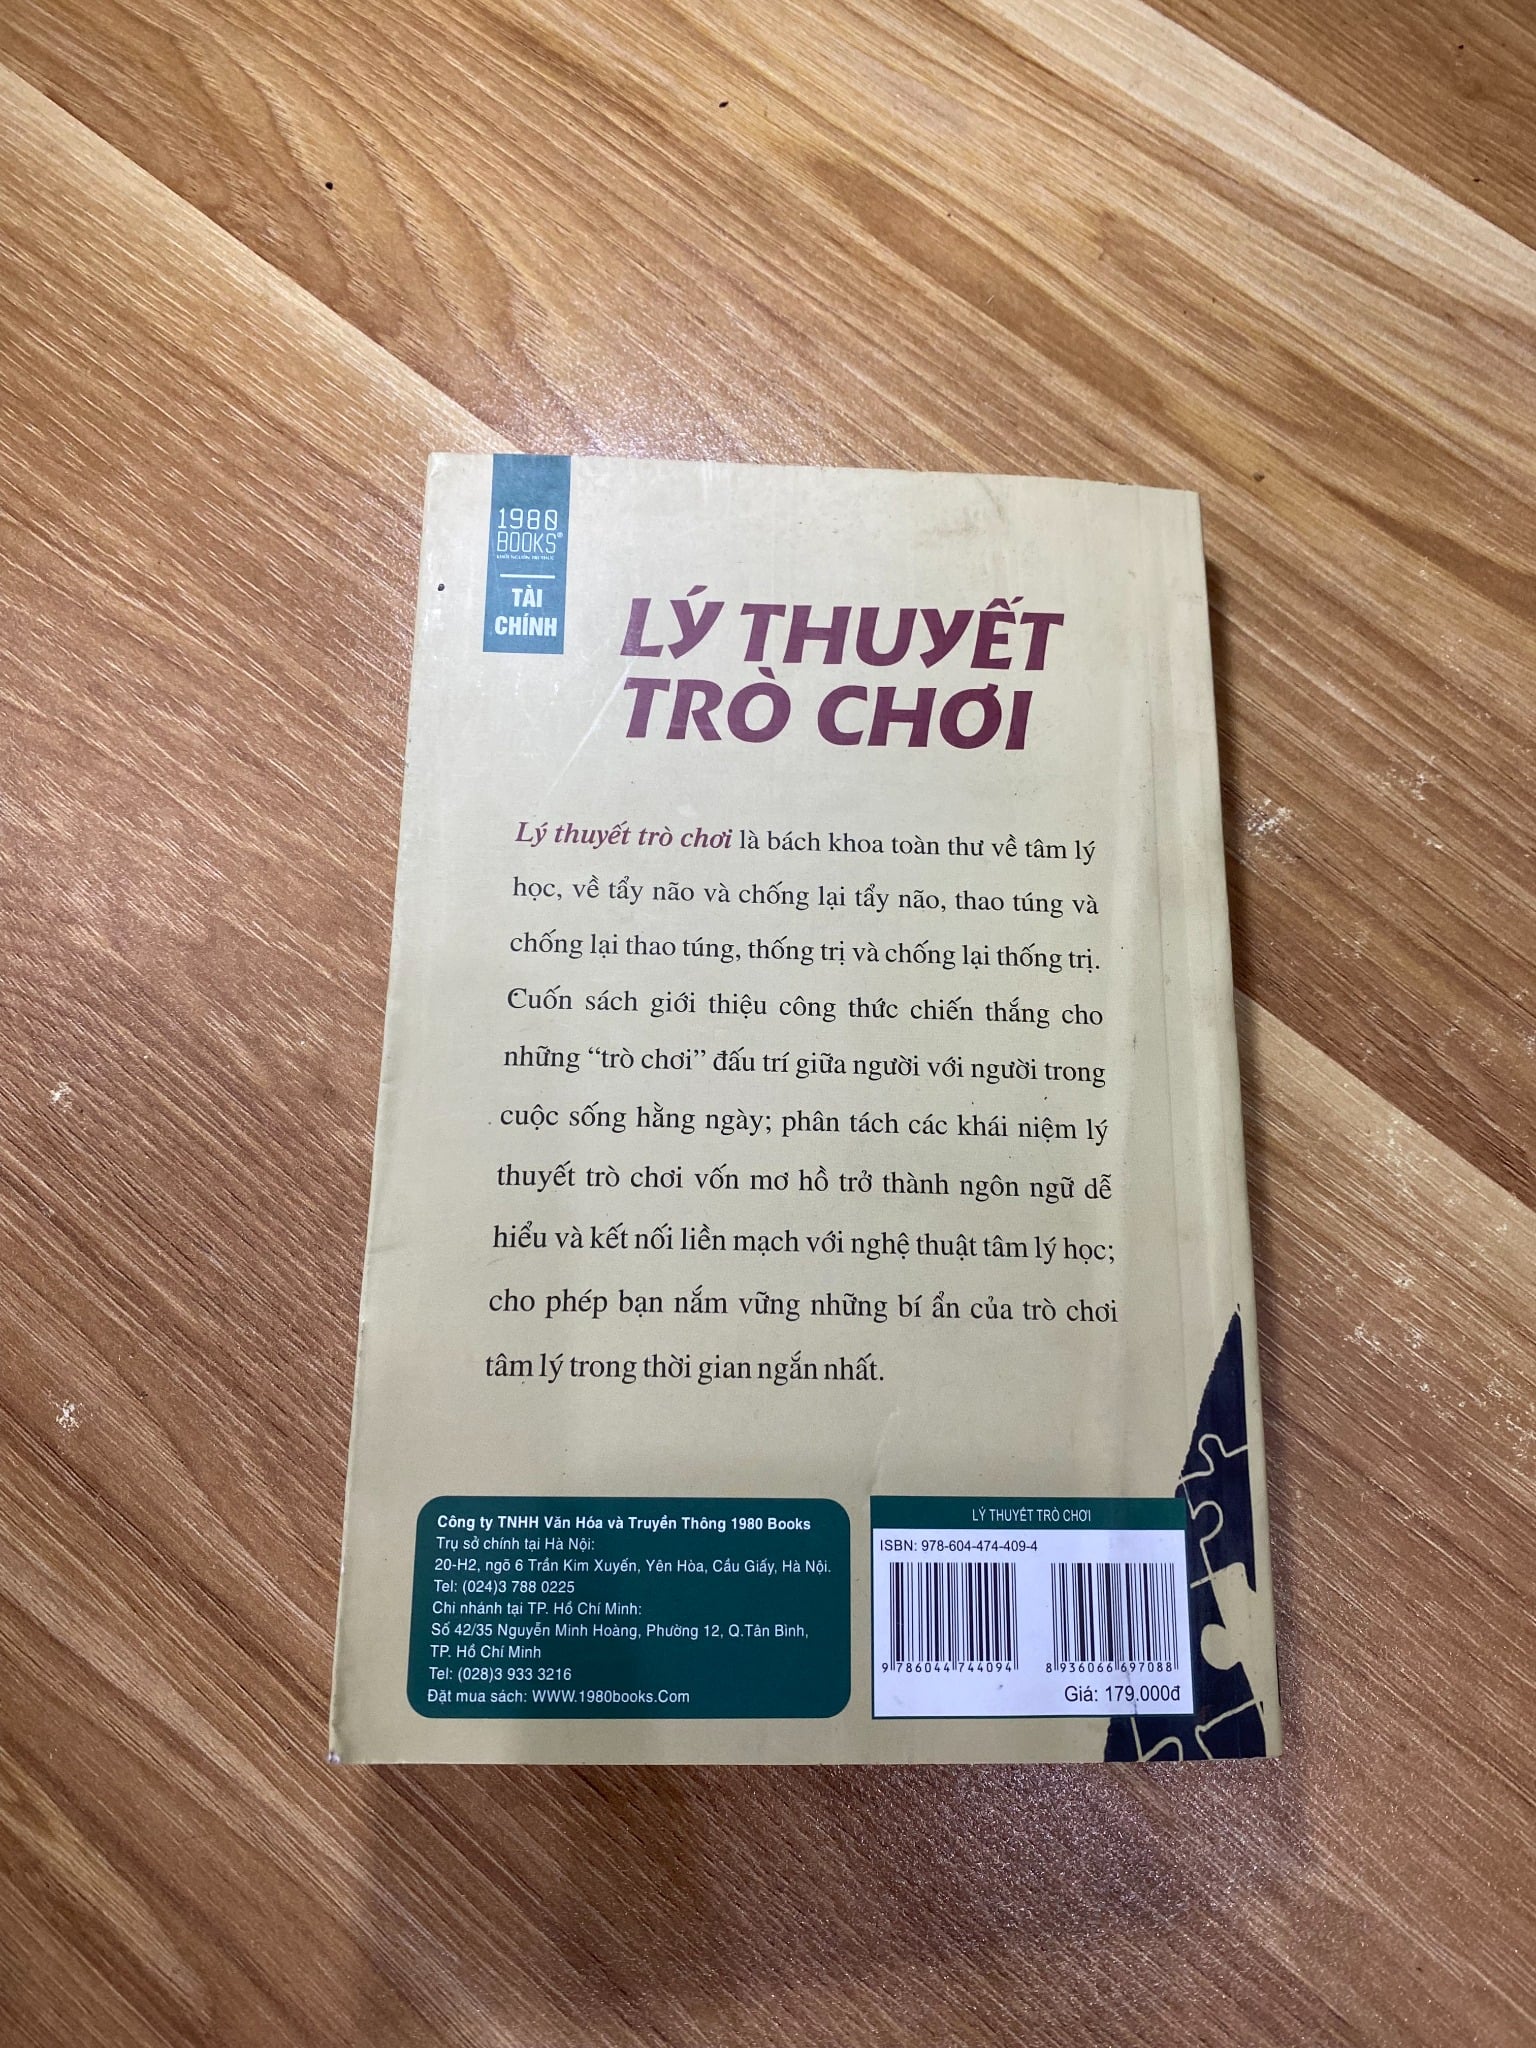 1980
BOOKS®
KHƠI NGUỒN TRI THỨC
TÀI
CHÍNH
LÝ THUYẾT
TRÒ CHƠI
Lý thuyết trò chơi là bách khoa toàn thư về tâm lý
học, về tẩy não và chống lại tẩy não, thao túng và
chống lại thao túng, thống trị và chống lại thống trị.
Cuốn sách giới thiệu công thức chiến thắng cho
những “trò chơi” đấu trí giữa người với người trong
cuộc sống hằng ngày; phân tách các khái niệm lý
thuyết trò chơi vốn mơ hồ trở thành ngôn ngữ dễ
hiểu và kết nối liền mạch với nghệ thuật tâm lý học;
cho phép bạn nắm vững những bí ẩn của trò chơi
tâm lý trong thời gian ngắn nhất.
Công ty TNHH Văn Hóa và Truyền Thông 1980 Books
Trụ sở chính tại Hà Nội:
20-H2, ngõ 6 Trần Kim Xuyến, Yên Hòa, Cầu Giấy, Hà Nội.
Tel: (024)3 788 0225
Chi nhánh tại TP. Hồ Chí Minh:
Số 42/35 Nguyễn Minh Hoàng, Phường 12, Q.Tân Bình,
TP. Hồ Chí Minh
Tel: (028)3 933 3216
Đặt mua sách: WWW.1980books.Com
LÝ THUYẾT TRÒ CHƠI
ISBN: 978-604-474-409-4
9 786044 744094
8 936066 697088
Giá: 179.000đ